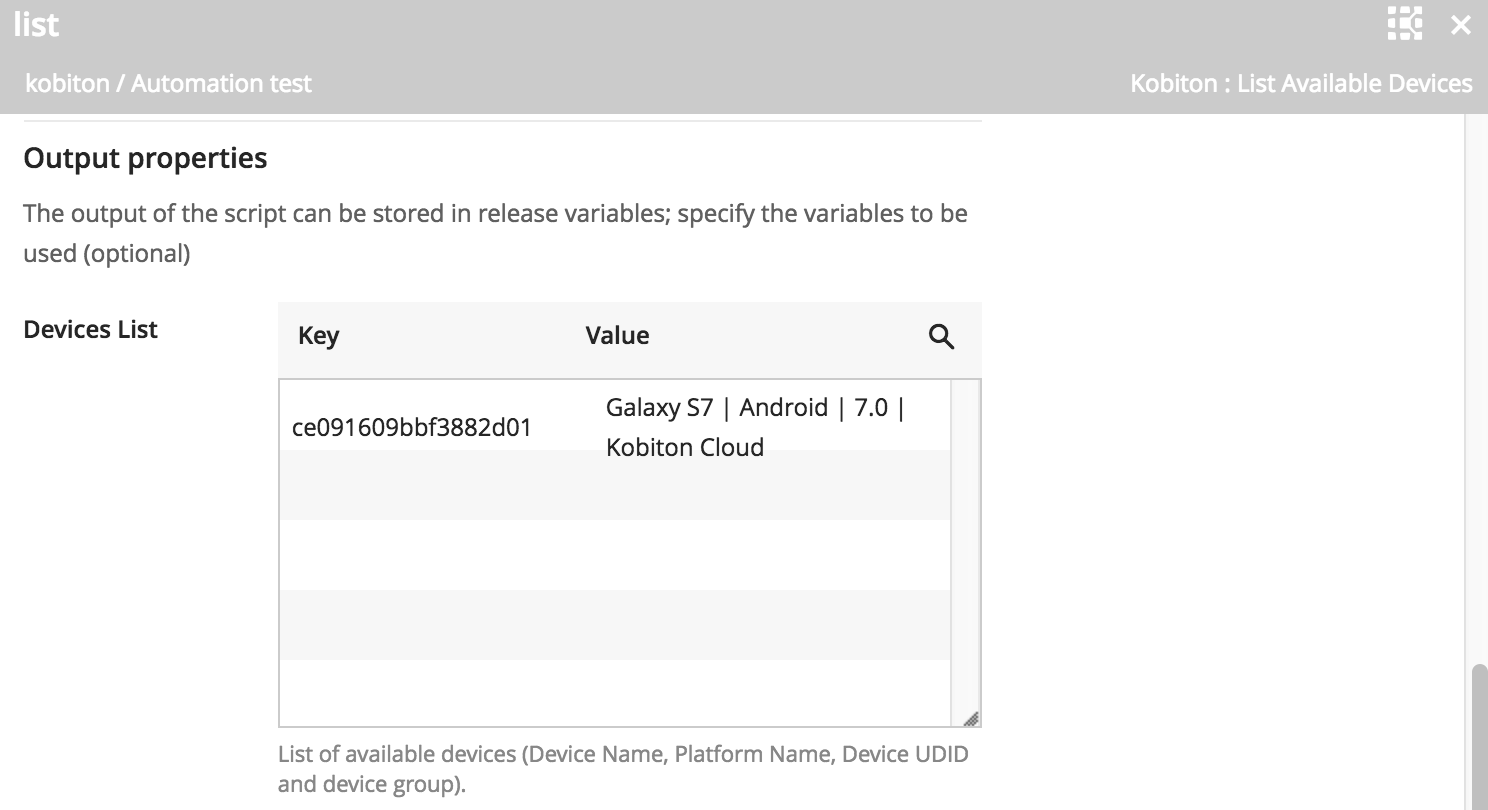 list
kobiton / Automation test
Kobiton : List Available Devices
Output properties
The output of the script can be stored in release variables; specify the variables to be
used (optional)
Devices List
Key
Value
ce091609bbf3882d01
Galaxy S7 | Android | 7.0 |
Kobiton Cloud
List of available devices (Device Name, Platform Name, Device UDID
and device group).